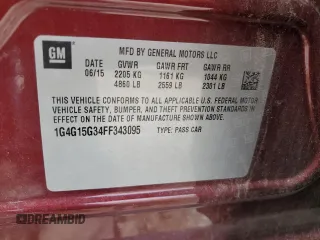 GM
MFD BY GENERAL MOTORS LLC
DATE GVWR GAWR FRT GAWR RR
06/15 2205 KG 1161 KG 1044 KG
4860 LB 2559 LB 2301 LB
THIS VEHICLE CONFORMS TO ALL APPLICABLE U.S. FEDERAL MOTOR
VEHICLE SAFETY, BUMPER, AND THEFT PREVENTION STANDARDS IN
EFFECT ON THE DATE OF MANUFACTURE SHOWN ABOVE.
1G4G15G34FF343095 TYPE: PASS CAR
DREAMBID